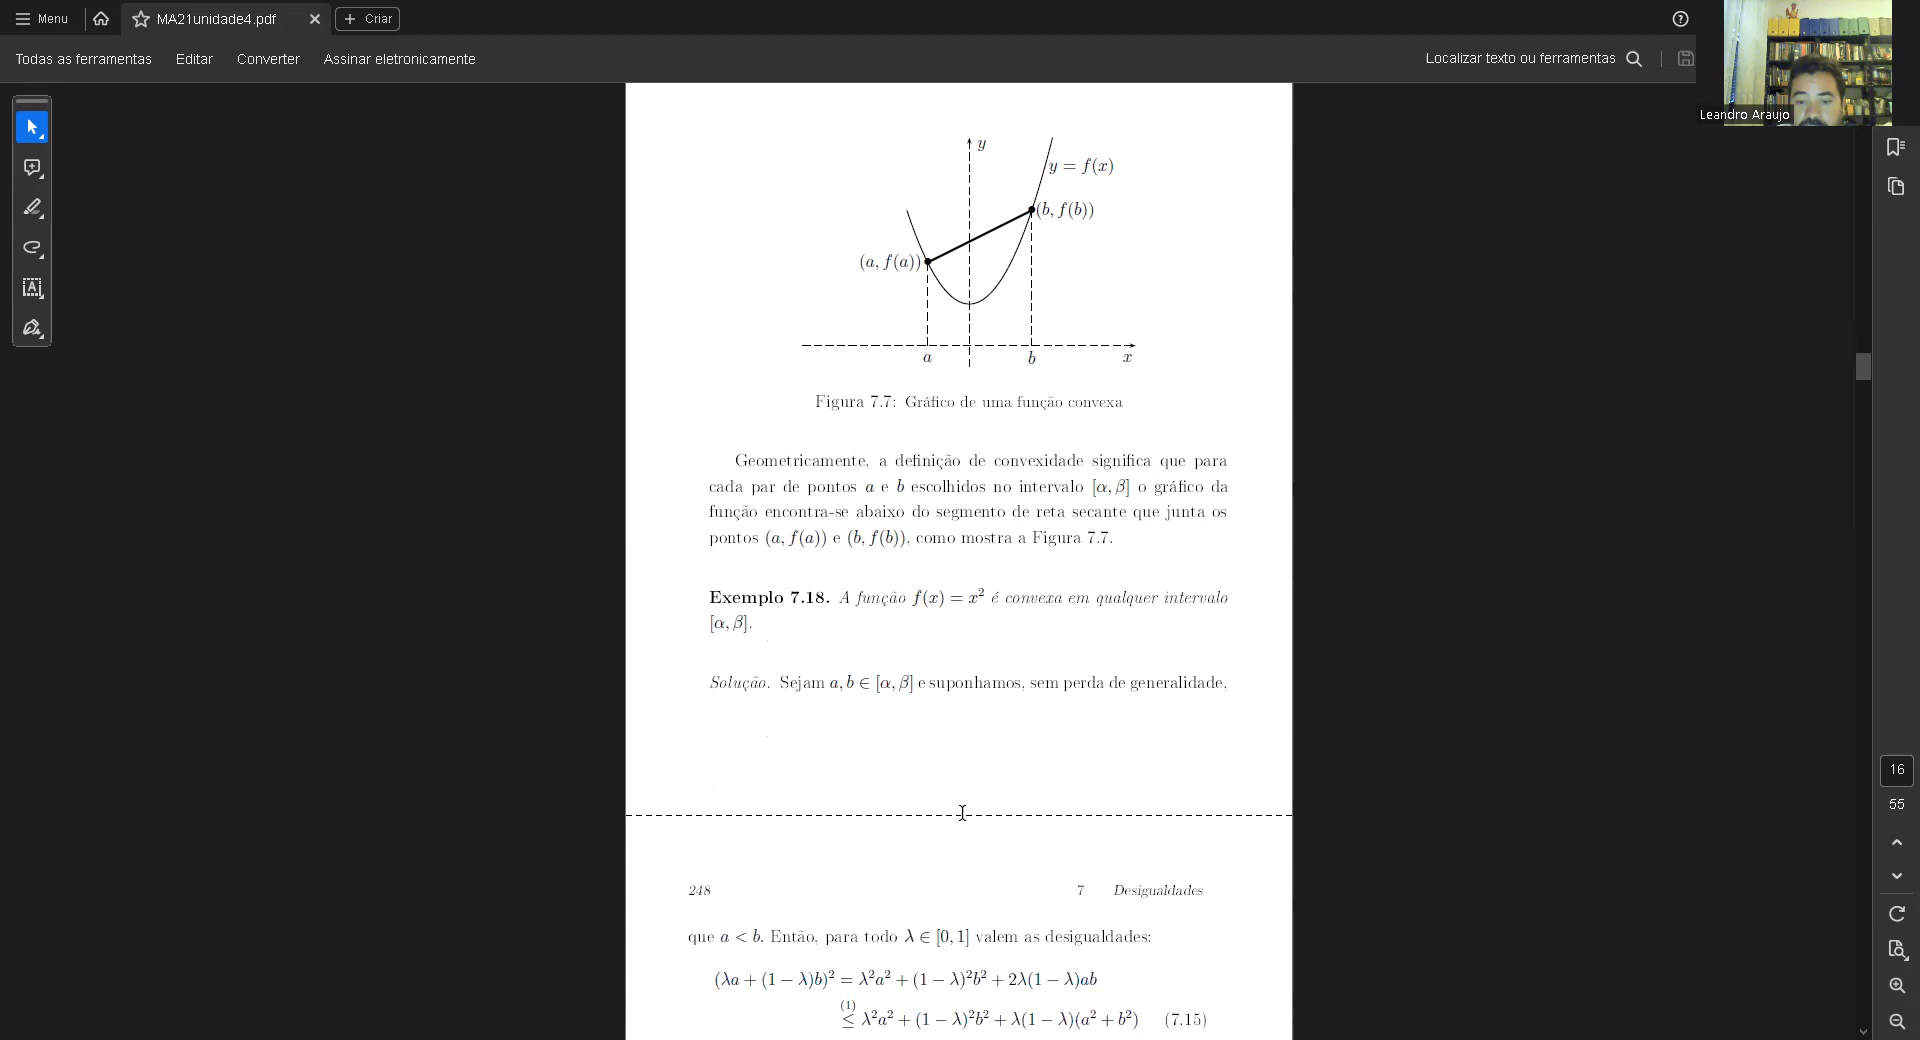 Menu
MA21unidade4.pdf
Criar
Todas as ferramentas
Editar
Converter
Assinar eletronicamente
Localizar texto ou ferramentas
Leandro Araujo
y
y = f(x)
(b, f(b))
(a, f(a))
a
b
x
Figura 7.7: Gráfico de uma função convexa
Geometricamente, a definição de convexidade significa que para
cada par de pontos a e b escolhidos no intervalo [α, β] o gráfico da
função encontra-se abaixo do segmento de reta secante que junta os
pontos (a, f(a)) e (b, f(b)), como mostra a Figura 7.7.
Exemplo 7.18. A função f(x) = x² é convexa em qualquer intervalo
[α, β].
Solução. Sejam a, b ∈ [α, β] e suponhamos, sem perda de generalidade,
248
7 Desigualdades
que a < b. Então, para todo λ ∈ [0, 1] valem as desigualdades:
(λa + (1 − λ)b)² = λ²a² + (1 − λ)²b² + 2λ(1 − λ)ab
(1)
≤ λ²a² + (1 − λ)²b² + λ(1 − λ)(a² + b²) (7.15)
16
55